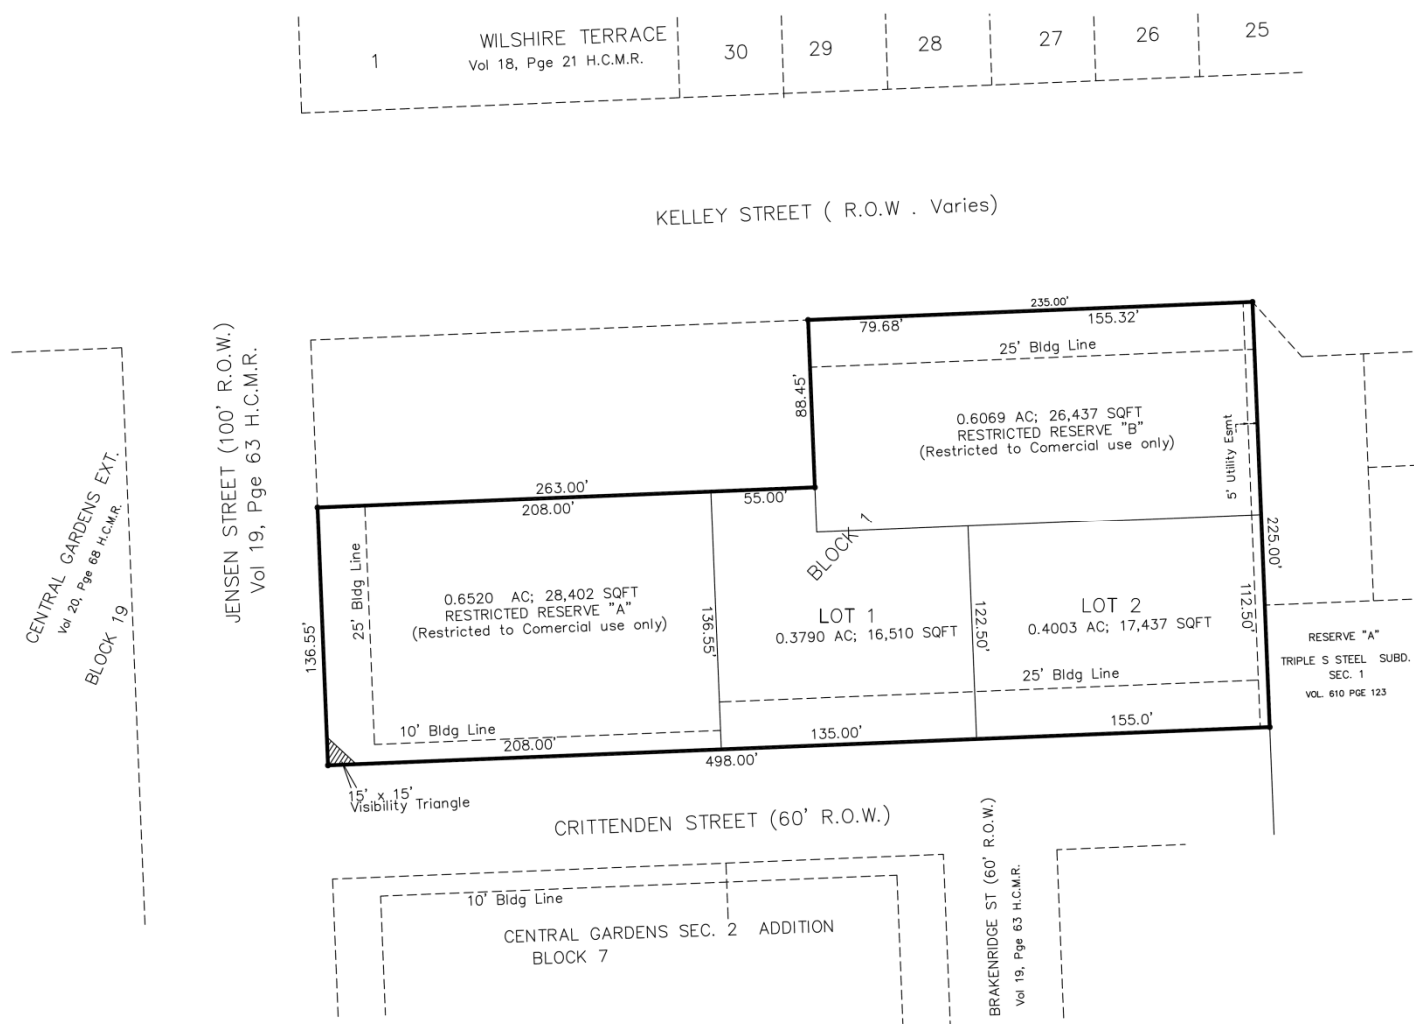 1
WILSHIRE TERRACE
Vol 18, Pge 21 H.C.M.R.
30
29
28
27
26
25
KELLEY STREET ( R.O.W . Varies)
235.00'
79.68'
155.32'
25' Bldg Line
88.45'
0.6069 AC; 26,437 SQFT
RESTRICTED RESERVE "B"
(Restricted to Comercial use only)
5' Utility Esmt
JENSEN STREET (100' R.O.W.)
Vol 19, Pge 63 H.C.M.R.
CENTRAL GARDENS EXT.
Vol 20, Pge 68 H.C.M.R.
BLOCK 19
263.00'
208.00'
55.00'
25' Bldg Line
136.55'
0.6520 AC; 28,402 SQFT
RESTRICTED RESERVE "A"
(Restricted to Comercial use only)
136.55'
BLOCK 1
LOT 1
0.3790 AC; 16,510 SQFT
122.50'
LOT 2
0.4003 AC; 17,437 SQFT
112.50'
225.00'
25' Bldg Line
10' Bldg Line
208.00'
135.00'
155.0'
498.00'
15' x 15'
Visibility Triangle
RESERVE "A"
TRIPLE S STEEL SUBD.
SEC. 1
VOL. 610 PGE 123
CRITTENDEN STREET (60' R.O.W.)
10' Bldg Line
CENTRAL GARDENS SEC. 2 ADDITION
BLOCK 7
BRAKENRIDGE ST (60' R.O.W.)
Vol 19, Pge 63 H.C.M.R.